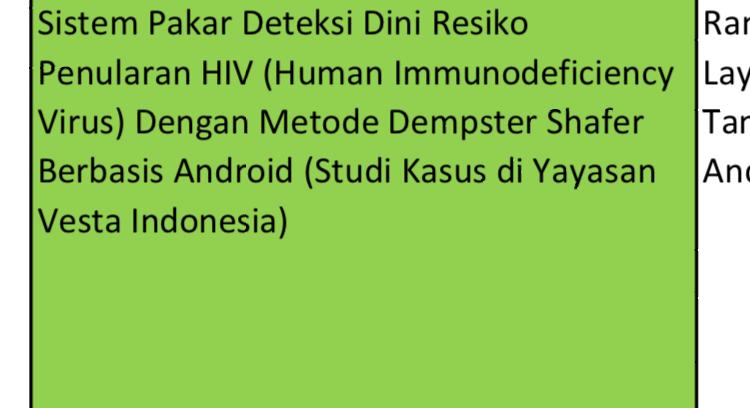 Sistem Pakar Deteksi Dini Resiko
Penularan HIV (Human Immunodeficiency
Virus) Dengan Metode Dempster Shafer
Berbasis Android (Studi Kasus di Yayasan
Vesta Indonesia)